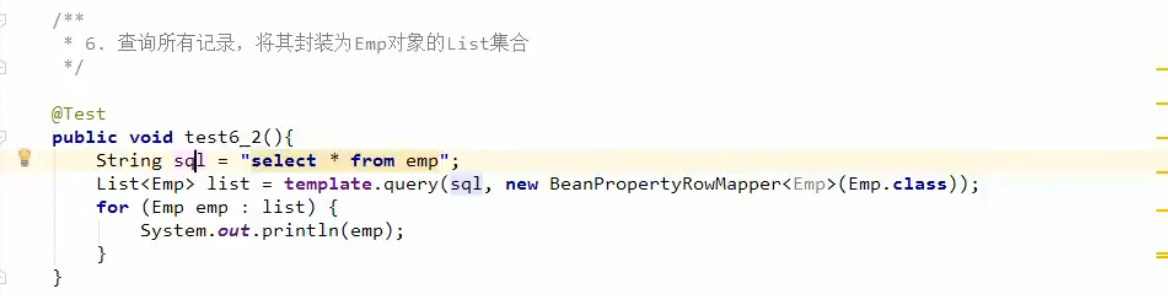 /**
 * 6. 查询所有记录，将其封装为Emp对象的List集合
 */
@Test
public void test6_2(){
    String sql = "select * from emp";
    List<Emp> list = template.query(sql, new BeanPropertyRowMapper<Emp>(Emp.class));
    for (Emp emp : list) {
        System.out.println(emp);
    }
}